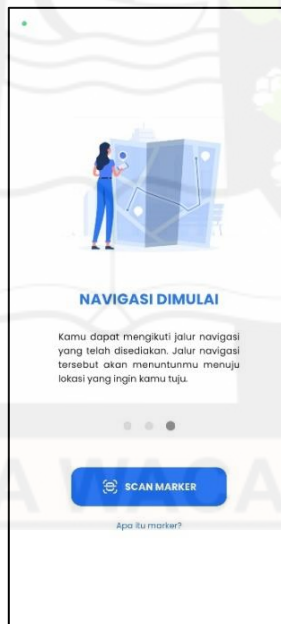 NAVIGASI DIMULAI
Kamu dapat mengikuti jalur navigasi
yang telah disediakan. Jalur navigasi
tersebut akan menuntunmu menuju
lokasi yang ingin kamu tuju.
A WACA
SCAN MARKER
Apa itu marker?